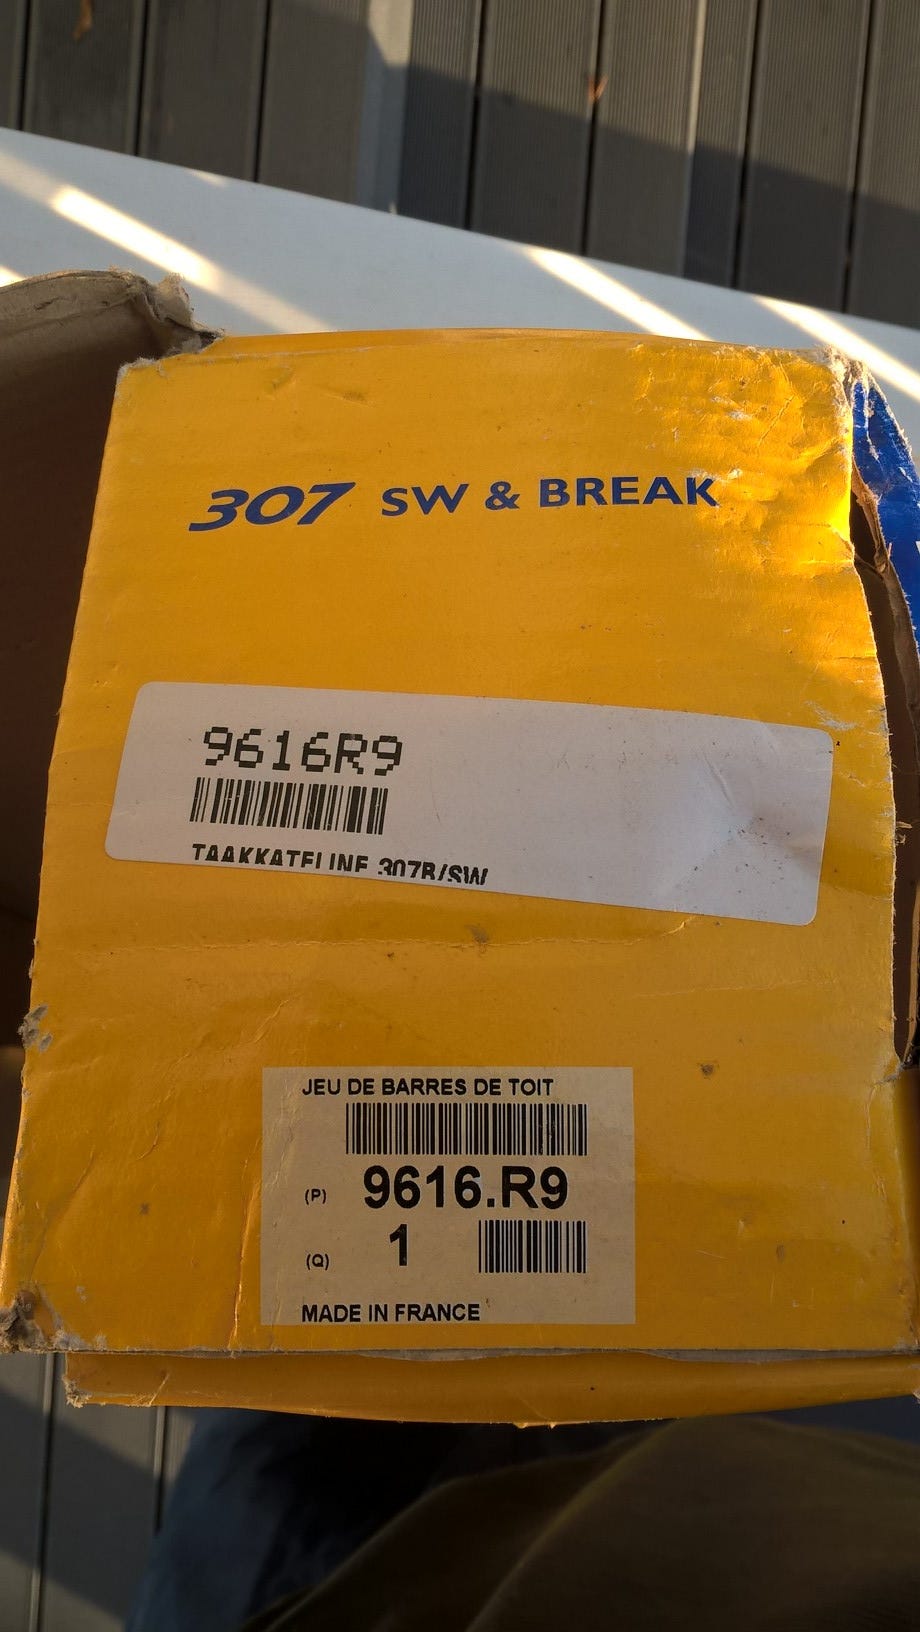 307 SW & BREAK
9616R9
TAAKKATELINE 307B/SW
JEU DE BARRES DE TOIT
(P) 9616.R9
(Q) 1
MADE IN FRANCE